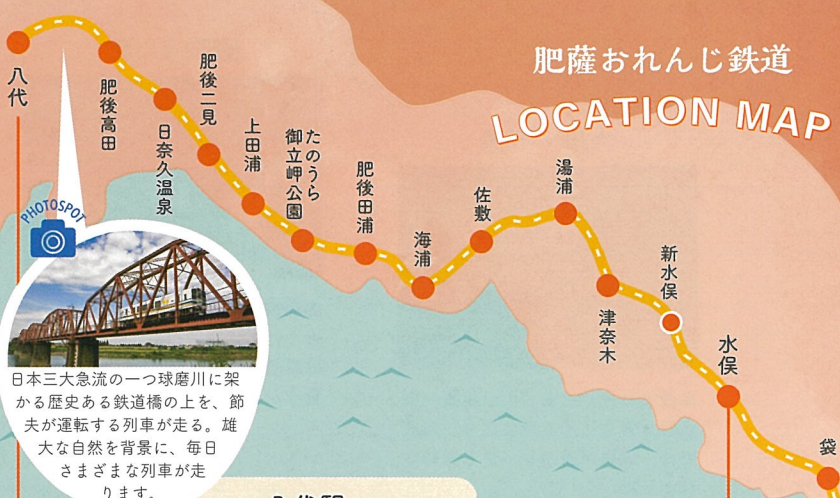 肥薩おれんじ鉄道
LOCATION MAP
八代
肥後高田
日奈久温泉
肥後二見
上田浦
たのうら
御立岬公園
肥後田浦
海浦
佐敷
湯浦
津奈木
新水俣
水俣
袋
PHOTOSPOT
日本三大急流の一つ球磨川に架
かる歴史ある鉄道橋の上を、節
夫が運転する列車が走る。雄
大な自然を背景に、毎日
さまざまな列車が走
ります。